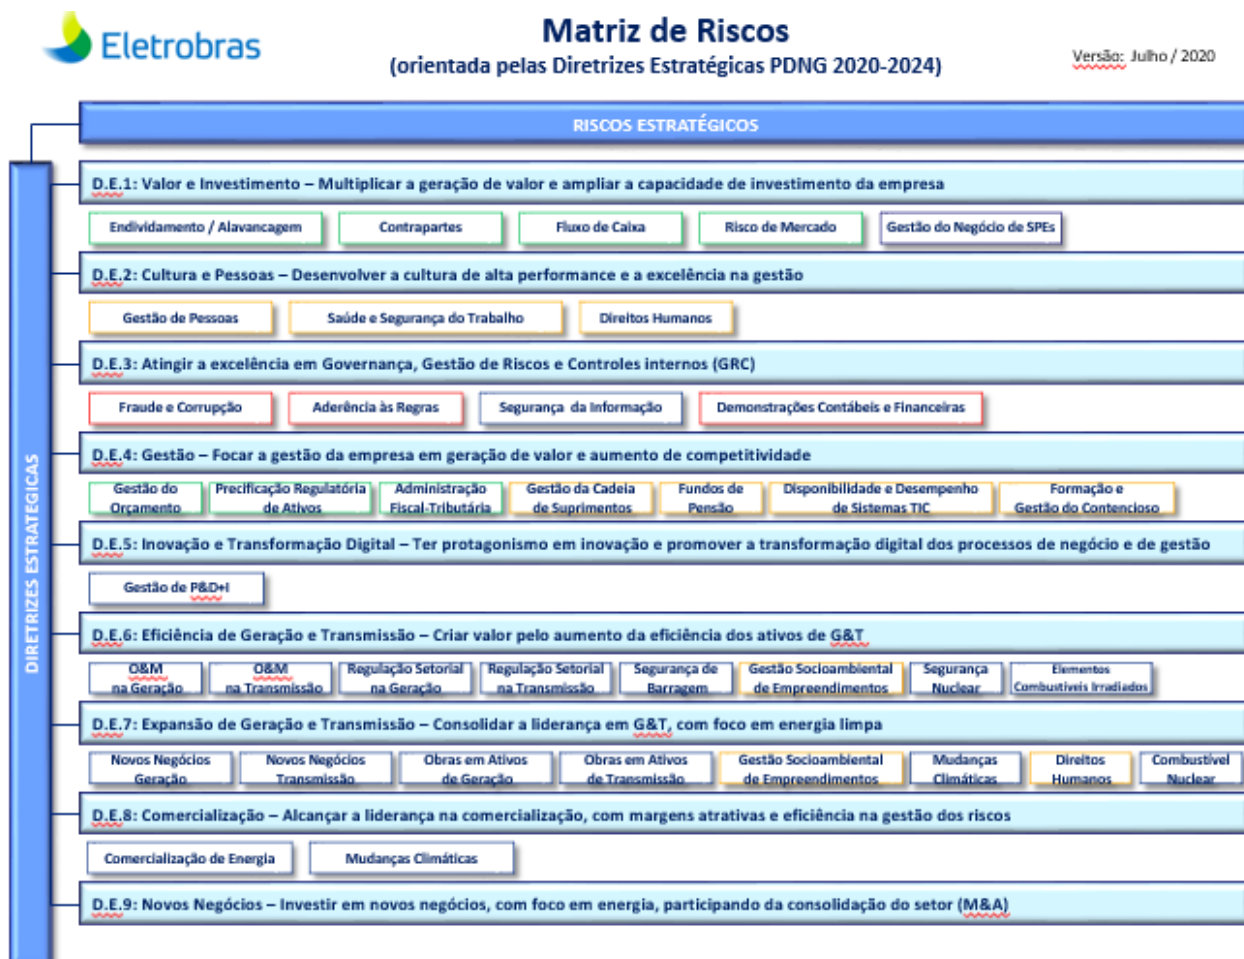 Eletrobras
Matriz de Riscos
(orientada pelas Diretrizes Estratégicas PDNG 2020-2024)
Versão: Julho / 2020
RISCOS ESTRATÉGICOS
DIRETRIZES ESTRATEGICAS
D.E.1: Valor e Investimento – Multiplicar a geração de valor e ampliar a capacidade de investimento da empresa
Endividamento / Alavancagem
Contrapartes
Fluxo de Caixa
Risco de Mercado
Gestão do Negócio de SPEs
D.E.2: Cultura e Pessoas – Desenvolver a cultura de alta performance e a excelência na gestão
Gestão de Pessoas
Saúde e Segurança do Trabalho
Direitos Humanos
D.E.3: Atingir a excelência em Governança, Gestão de Riscos e Controles internos (GRC)
Fraude e Corrupção
Aderência às Regras
Segurança da Informação
Demonstrações Contábeis e Financeiras
D.E.4: Gestão – Focar a gestão da empresa em geração de valor e aumento de competitividade
Gestão do
Orçamento
Precificação Regulatória
de Ativos
Administração
Fiscal-Tributária
Gestão da Cadeia
de Suprimentos
Fundos de
Pensão
Disponibilidade e Desempenho
de Sistemas TIC
Formação e
Gestão do Contencioso
D.E.5: Inovação e Transformação Digital – Ter protagonismo em inovação e promover a transformação digital dos processos de negócio e de gestão
Gestão de P&D+I
D.E.6: Eficiência de Geração e Transmissão – Criar valor pelo aumento da eficiência dos ativos de G&T
O&M
na Geração
O&M
na Transmissão
Regulação Setorial
na Geração
Regulação Setorial
na Transmissão
Segurança de
Barragem
Gestão Socioambiental
de Empreendimentos
Segurança
Nuclear
Elementos
Combustíveis Irradiados
D.E.7: Expansão de Geração e Transmissão – Consolidar a liderança em G&T, com foco em energia limpa
Novos Negócios
Geração
Novos Negócios
Transmissão
Obras em Ativos
de Geração
Obras em Ativos
de Transmissão
Gestão Socioambiental
de Empreendimentos
Mudanças
Climáticas
Direitos
Humanos
Combustível
Nuclear
D.E.8: Comercialização – Alcançar a liderança na comercialização, com margens atrativas e eficiência na gestão dos riscos
Comercialização de Energia
Mudanças Climáticas
D.E.9: Novos Negócios – Investir em novos negócios, com foco em energia, participando da consolidação do setor (M&A)